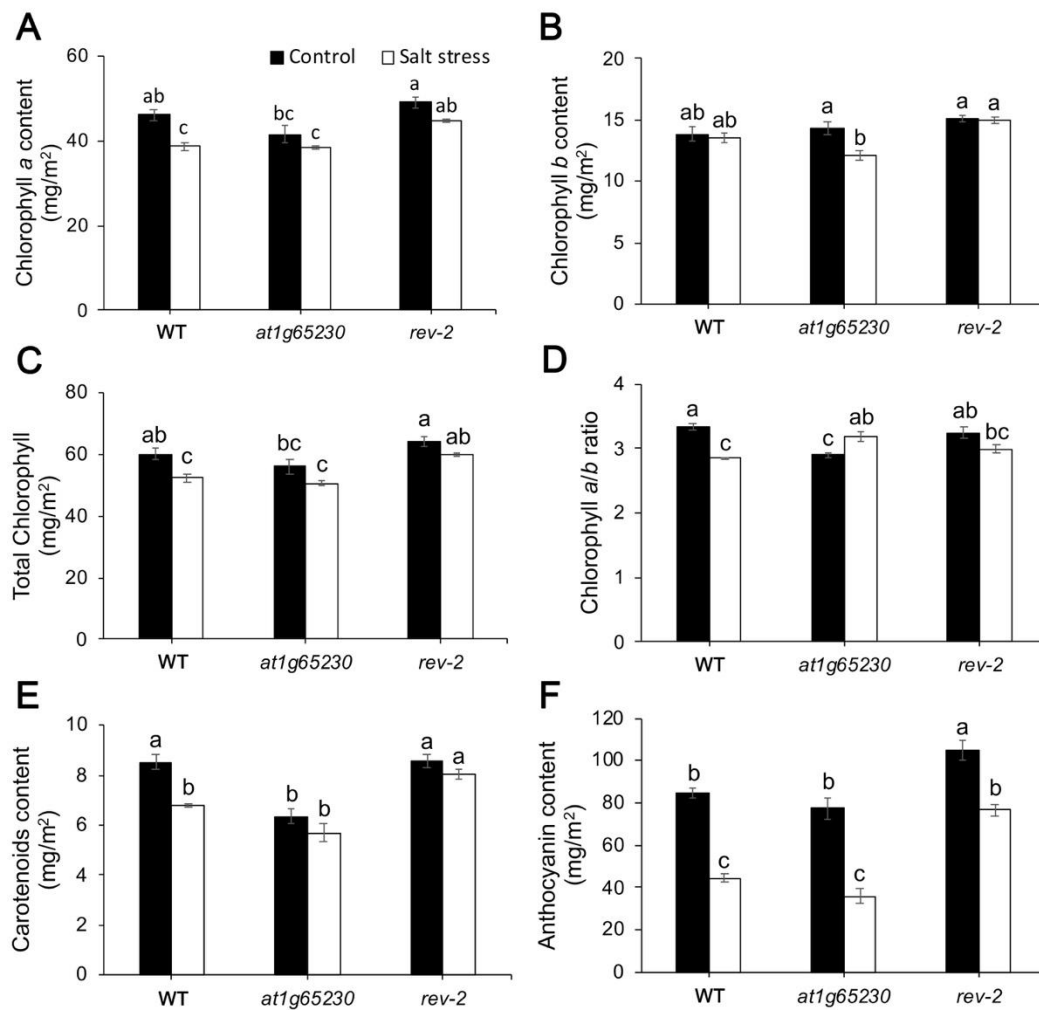 A
Chlorophyll a content
(mg/m²)
60
40
20
0
Control
Salt stress
ab
c
bc
c
a
ab
WT
at1g65230
rev-2
B
Chlorophyll b content
(mg/m²)
20
15
10
5
0
ab
ab
a
b
a
a
WT
at1g65230
rev-2
C
Total Chlorophyll
(mg/m²)
80
60
40
20
0
ab
c
bc
c
a
ab
WT
at1g65230
rev-2
D
Chlorophyll a/b ratio
4
3
2
1
0
a
c
c
ab
ab
bc
WT
at1g65230
rev-2
E
Carotenoids content
(mg/m²)
10
8
6
4
2
0
a
b
b
b
a
a
WT
at1g65230
rev-2
F
Anthocyanin content
(mg/m²)
120
100
80
60
40
20
0
b
c
b
c
a
b
WT
at1g65230
rev-2